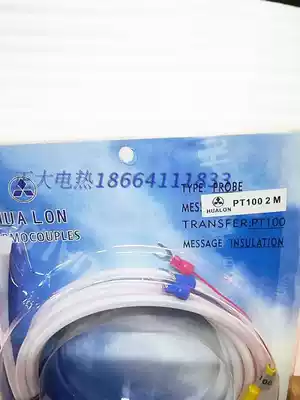 天大电热18664111833
TYPE PROBE
HUALON
PT100 2 M
HUA LON
TRANSFER:PT100
MESSAGE INSULATION